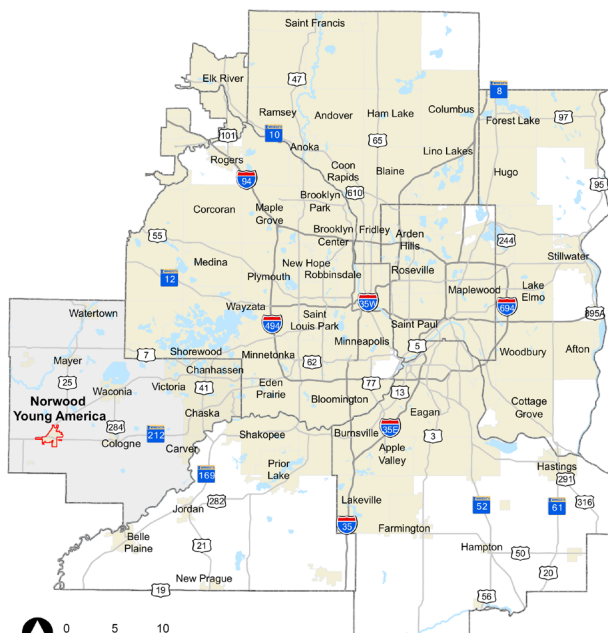 Saint Francis
Elk River
47
8
Ramsey
Andover
Ham Lake
Columbus
Forest Lake
97
101
10
Anoka
65
Rogers
Coon
Rapids
Blaine
Lino Lakes
Hugo
94
610
95
Corcoran
Maple
Grove
Brooklyn
Park
55
Brooklyn
Center
Fridley
Arden
Hills
244
Stillwater
Medina
Plymouth
New Hope
Robbinsdale
Roseville
12
Maplewood
Lake
Elmo
Wayzata
35W
694
895A
Watertown
494
Saint
Louis Park
Saint Paul
Minneapolis
5
7
Shorewood
Minnetonka
62
Woodbury
Afton
Mayer
Chanhassen
25
Waconia
Victoria
41
Eden
Prairie
77
13
Norwood
Young America
Chaska
Bloomington
Cottage
Grove
284
212
Cologne
Carver
Shakopee
Burnsville
35E
Eagan
3
Apple
Valley
Prior
Lake
Hastings
169
291
282
Lakeville
316
Jordan
35
52
61
Farmington
Belle
Plaine
21
Hampton
50
New Prague
20
19
56
0 5 10